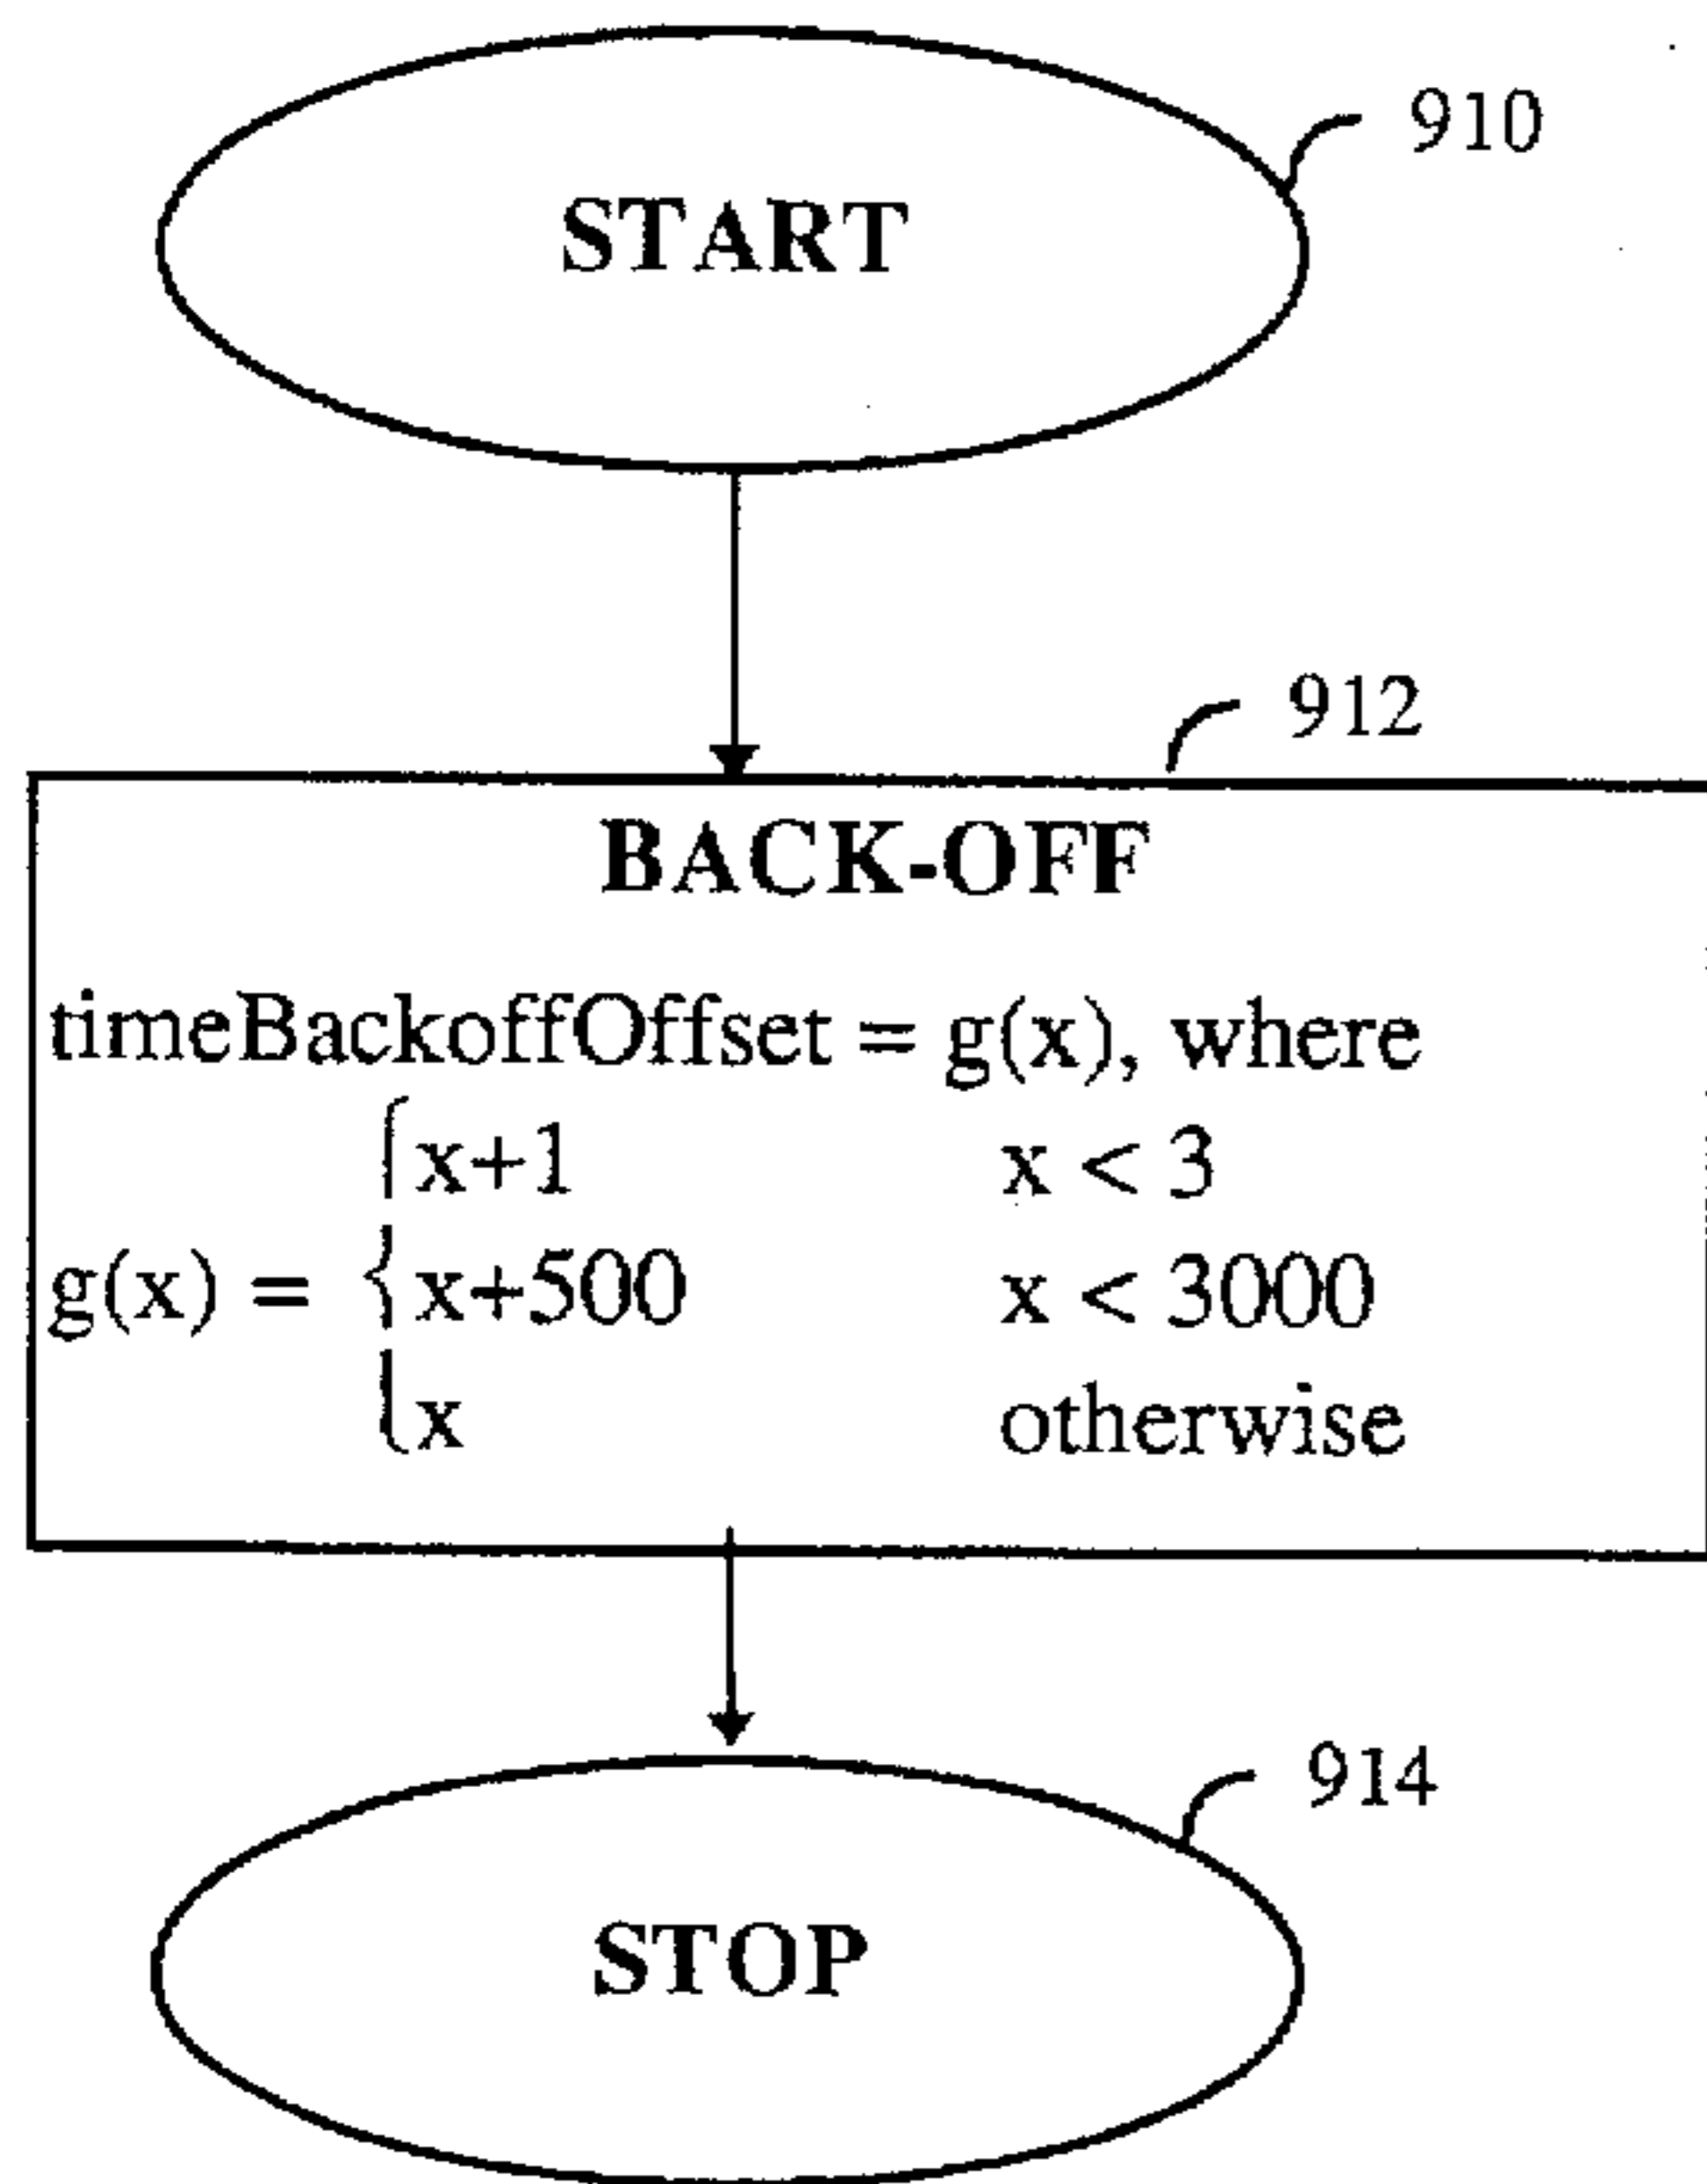 START
910
912
BACK-OFF
timeBackoffOffset = g(x), where
x+1 x < 3
g(x) = { x+500 x < 3000
x otherwise
914
STOP